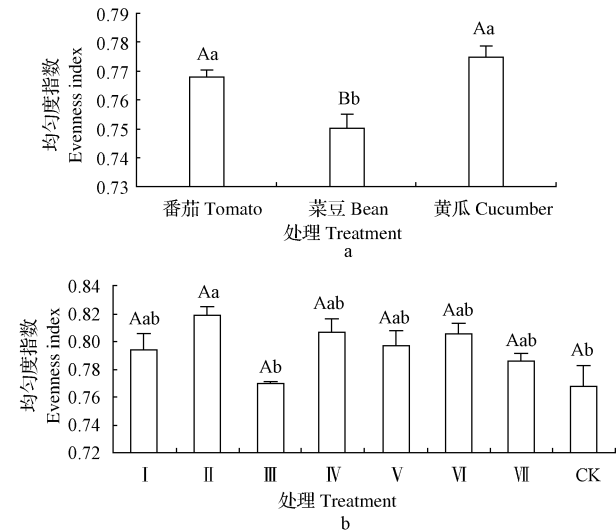 均匀度指数
Evenness index
0.79
0.78
0.77
0.76
0.75
0.74
0.73
Aa
Bb
Aa
番茄 Tomato
菜豆 Bean
黄瓜 Cucumber
处理 Treatment
a
均匀度指数
Evenness index
0.84
0.82
0.80
0.78
0.76
0.74
0.72
Aab
Aa
Ab
Aab
Aab
Aab
Aab
Ab
Ⅰ
Ⅱ
Ⅲ
Ⅳ
Ⅴ
Ⅵ
Ⅶ
CK
处理 Treatment
b